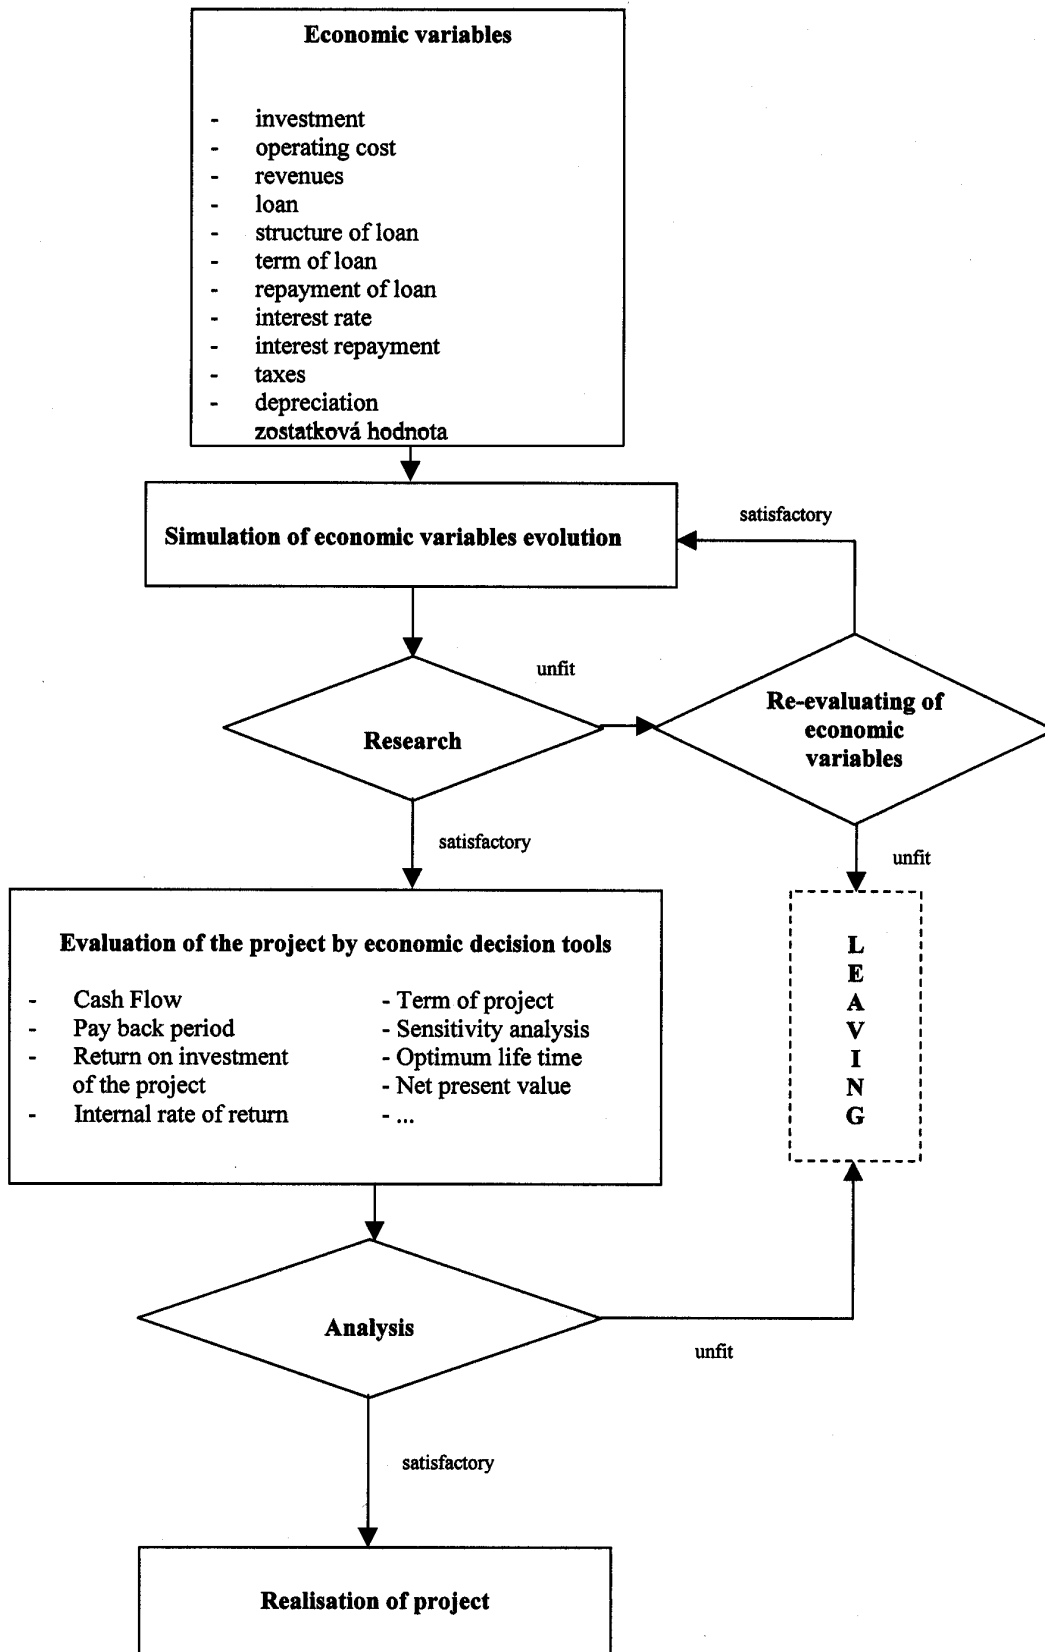 Economic variables
- investment
- operating cost
- revenues
- loan
- structure of loan
- term of loan
- repayment of loan
- interest rate
- interest repayment
- taxes
- depreciation
zostatková hodnota
Simulation of economic variables evolution
satisfactory
unfit
Research
Re-evaluating of
economic
variables
satisfactory
unfit
Evaluation of the project by economic decision tools
- Cash Flow
- Pay back period
- Return on investment
of the project
- Internal rate of return
- Term of project
- Sensitivity analysis
- Optimum life time
- Net present value
- ...
L
E
A
V
I
N
G
Analysis
unfit
satisfactory
Realisation of project